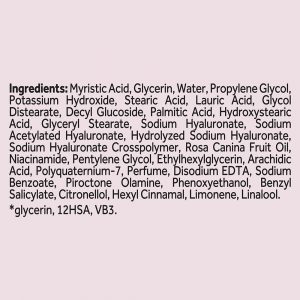 Ingredients: Myristic Acid, Glycerin, Water, Propylene Glycol,
Potassium Hydroxide, Stearic Acid, Lauric Acid, Glycol
Distearate, Decyl Glucoside, Palmitic Acid, Hydroxystearic
Acid, Glyceryl Stearate, Sodium Hyaluronate, Sodium
Acetylated Hyaluronate, Hydrolyzed Sodium Hyaluronate,
Sodium Hyaluronate Crosspolymer, Rosa Canina Fruit Oil,
Niacinamide, Pentylene Glycol, Ethylhexylglycerin, Arachidic
Acid, Polyquaternium-7, Perfume, Disodium EDTA, Sodium
Benzoate, Piroctone Olamine, Phenoxyethanol, Benzyl
Salicylate, Citronellol, Hexyl Cinnamal, Limonene, Linalool.
*glycerin, 12HSA, VB3.